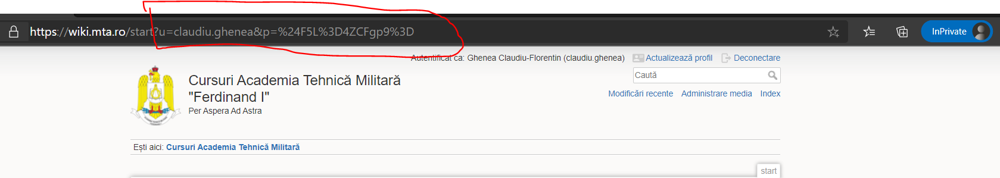 https://wiki.mta.ro/start?u=claudiu.ghenea&p=%24F5L%3D4ZCFgp9%3D
InPrivate
Autentificat ca: Ghenea Claudiu-Florentin (claudiu.ghenea) Actualizează profil Deconectare
Cursuri Academia Tehnică Militară
"Ferdinand I"
Per Aspera Ad Astra
Caută
Modificări recente Administrare media Index
Ești aici: Cursuri Academia Tehnică Militară
start